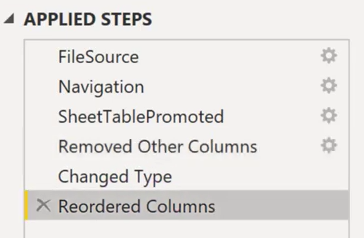 APPLIED STEPS
FileSource
Navigation
SheetTablePromoted
Removed Other Columns
Changed Type
Reordered Columns